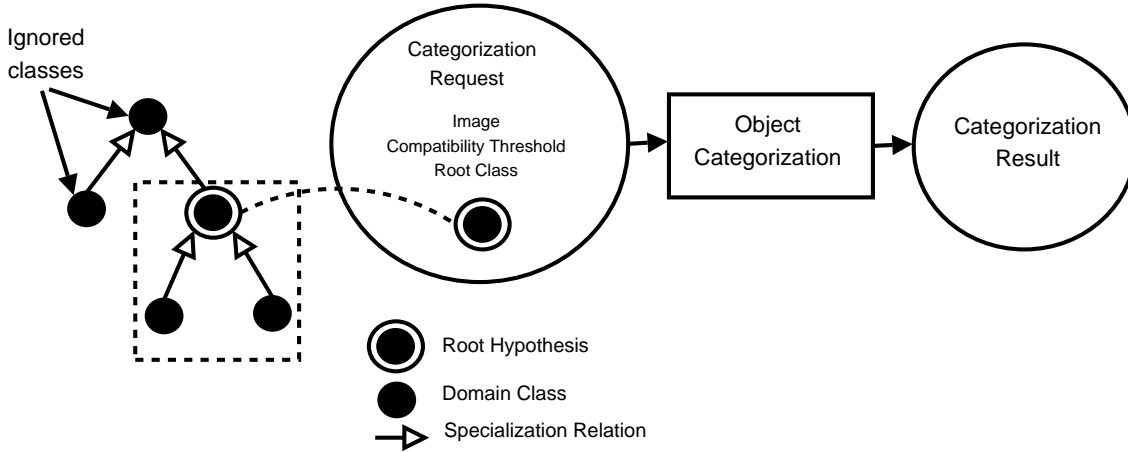 Ignored
classes
Categorization
Request
Image
Compatibility Threshold
Root Class
Object
Categorization
Categorization
Result
Root Hypothesis
Domain Class
Specialization Relation